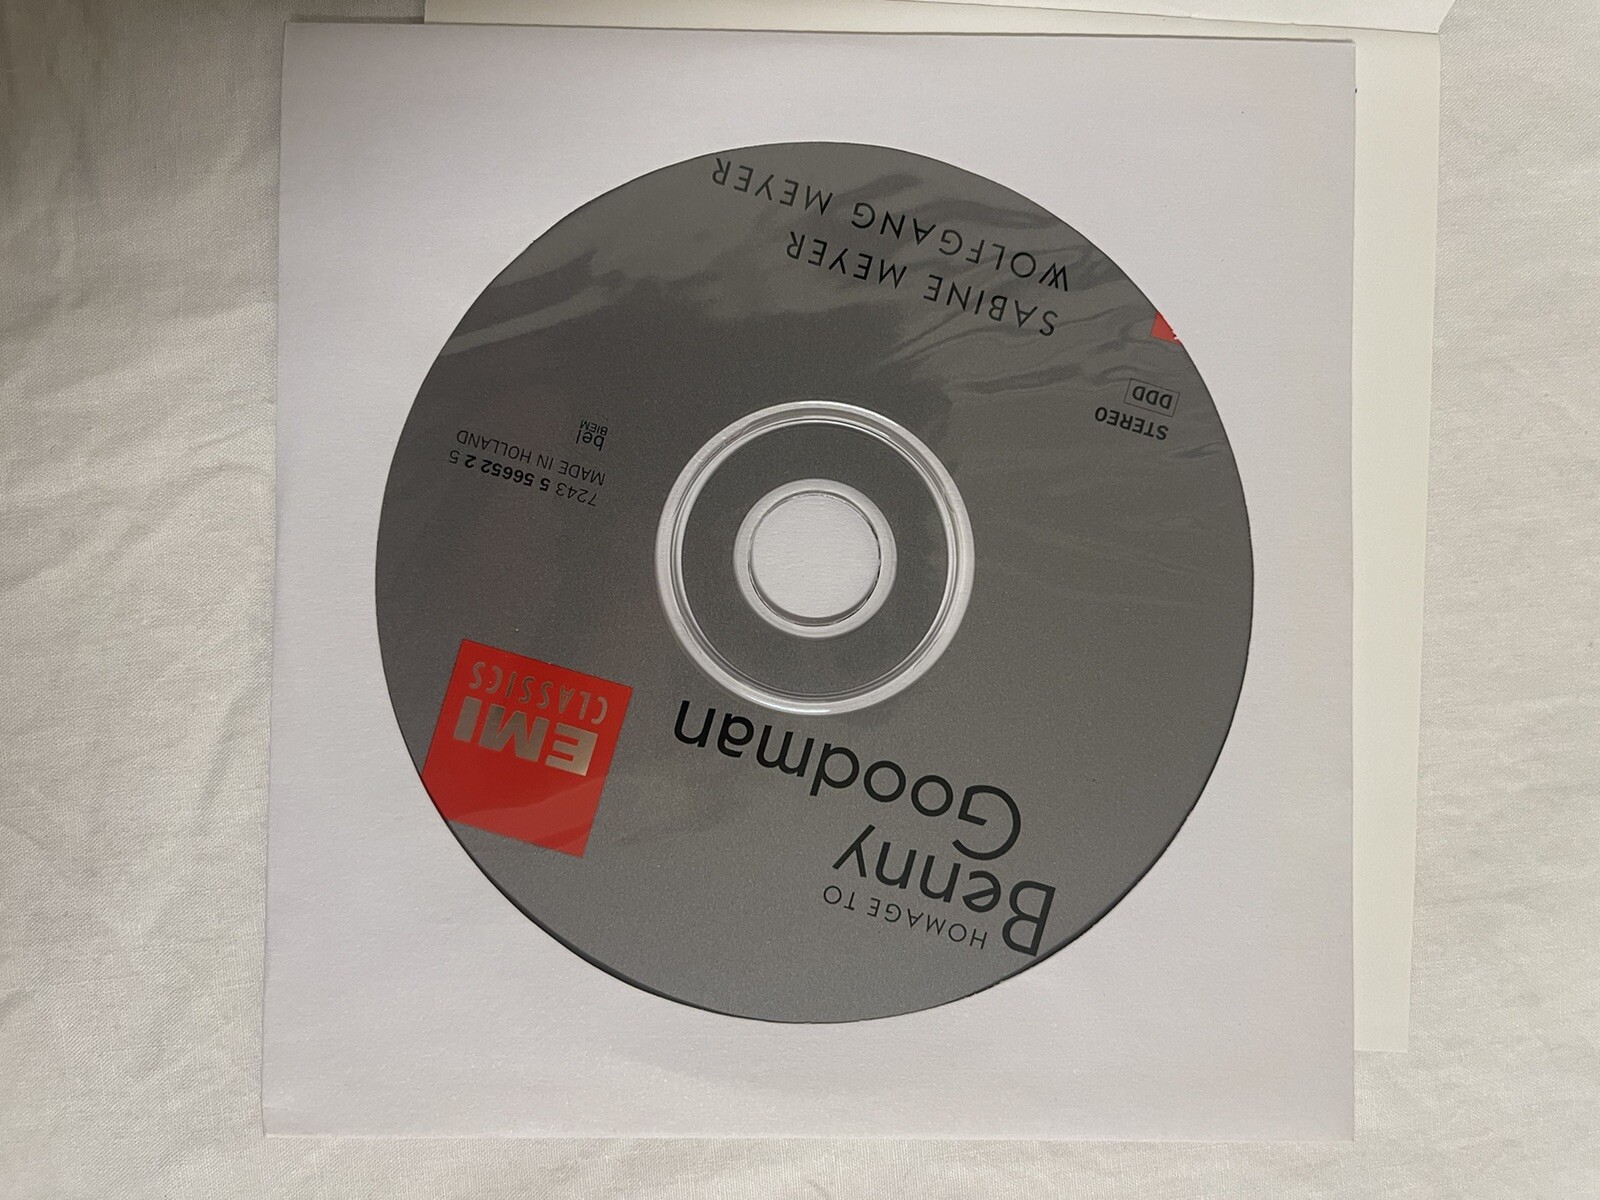 HOMAGE TO
Benny
Goodman
EMI
CLASSICS
7243 5 56652 2 5
MADE IN HOLLAND
bel
BIEM
STEREO
DDD
SABINE MEYER
WOLFGANG MEYER